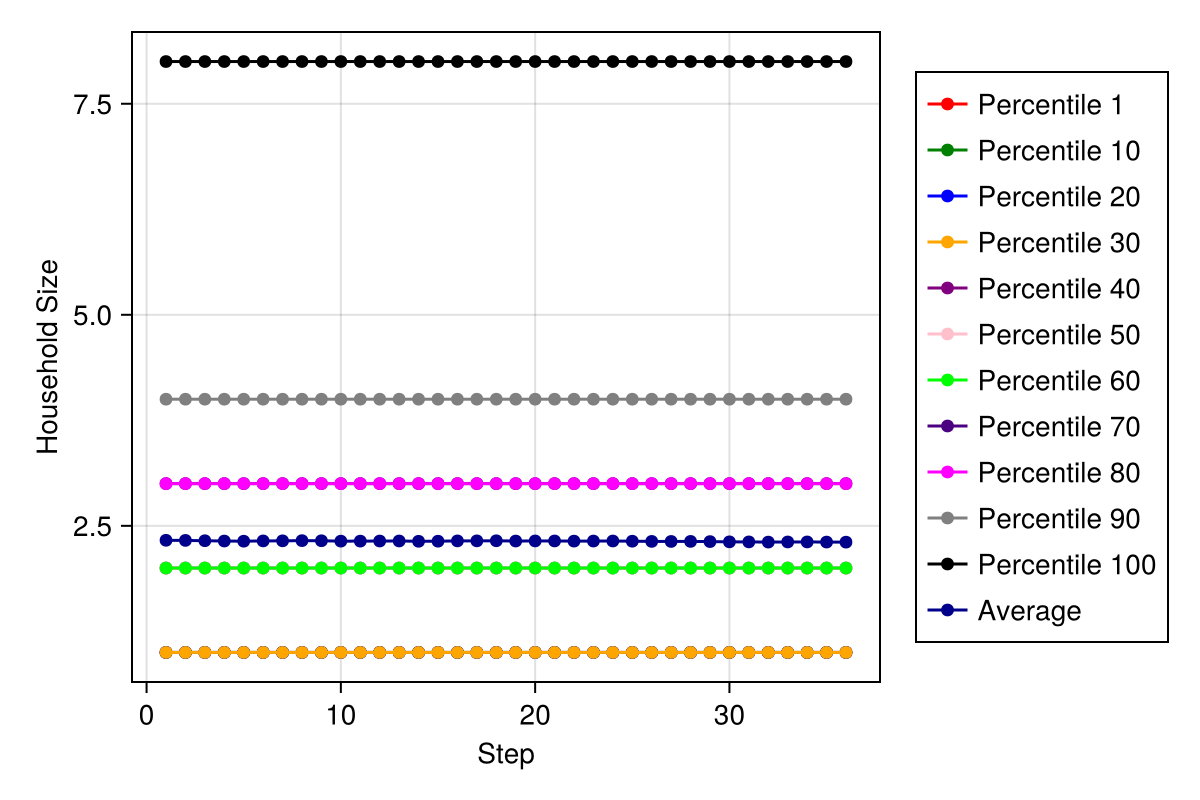 7.5
5.0
2.5
Household Size
0 10 20 30
Step
Percentile 1
Percentile 10
Percentile 20
Percentile 30
Percentile 40
Percentile 50
Percentile 60
Percentile 70
Percentile 80
Percentile 90
Percentile 100
Average